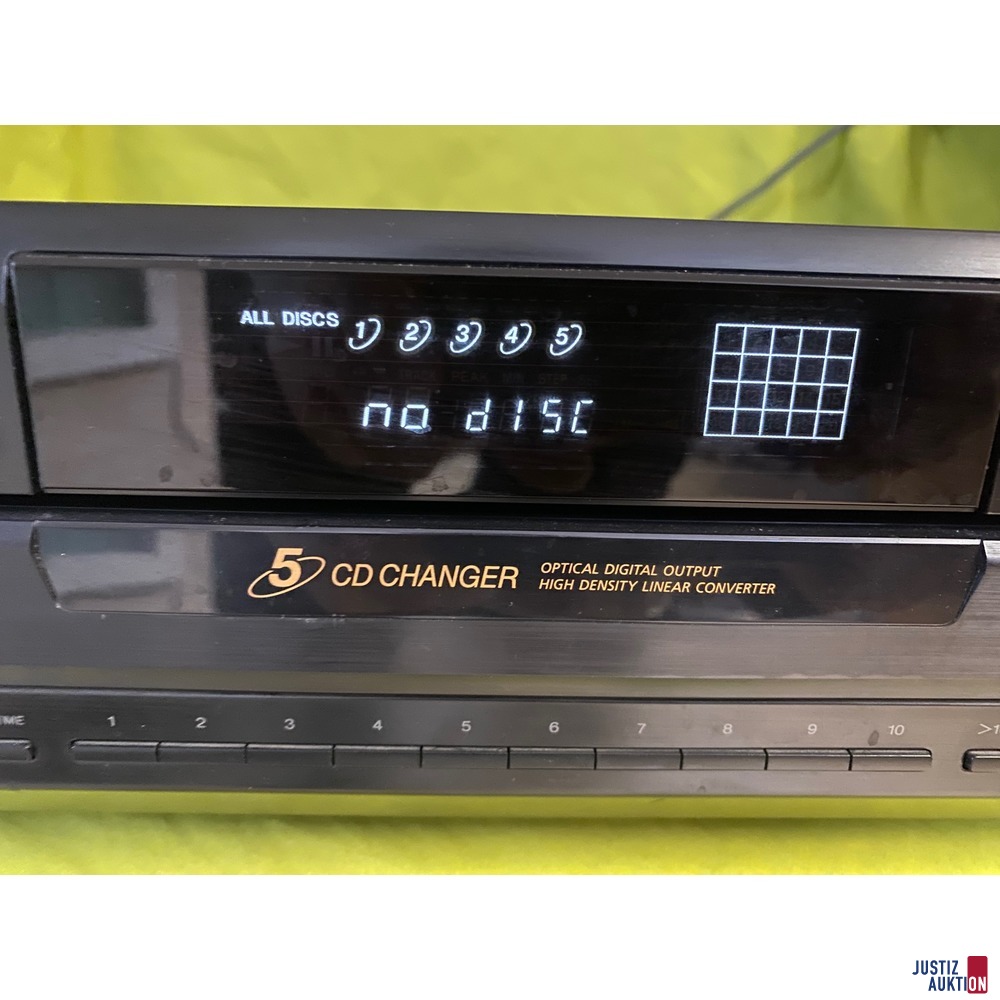 ALL DISCS 1 2 3 4 5
no dISC
5 CD CHANGER
OPTICAL DIGITAL OUTPUT
HIGH DENSITY LINEAR CONVERTER
1 2 3 4 5 6 7 8 9 10
JUSTIZ
AUKTION